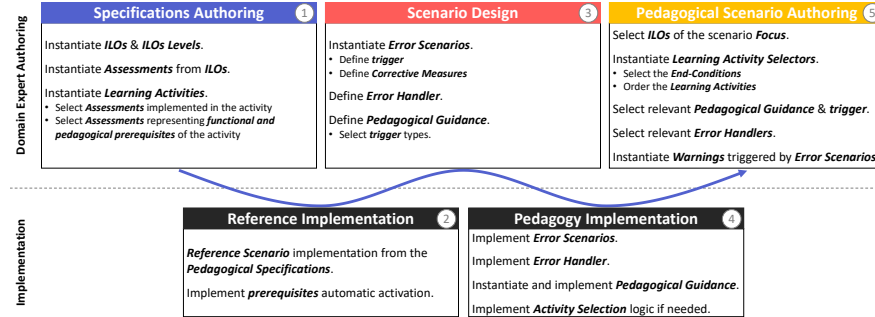 Domain Expert Authoring
Specifications Authoring 1
Instantiate ILOs & ILOs Levels.
Instantiate Assessments from ILOs.
Instantiate Learning Activities.
• Select Assessments implemented in the activity
• Select Assessments representing functional and
pedagogical prerequisites of the activity
Scenario Design 3
Instantiate Error Scenarios.
• Define trigger
• Define Corrective Measures
Define Error Handler.
Define Pedagogical Guidance.
• Select trigger types.
Pedagogical Scenario Authoring 5
Select ILOs of the scenario Focus.
Instantiate Learning Activity Selectors.
• Select the End-Conditions
• Order the Learning Activities
Select relevant Pedagogical Guidance & trigger.
Select relevant Error Handlers.
Instantiate Warnings triggered by Error Scenarios
Implementation
Reference Implementation 2
Reference Scenario implementation from the
Pedagogical Specifications.
Implement prerequisites automatic activation.
Pedagogy Implementation 4
Implement Error Scenarios.
Implement Error Handler.
Instantiate and implement Pedagogical Guidance.
Implement Activity Selection logic if needed.